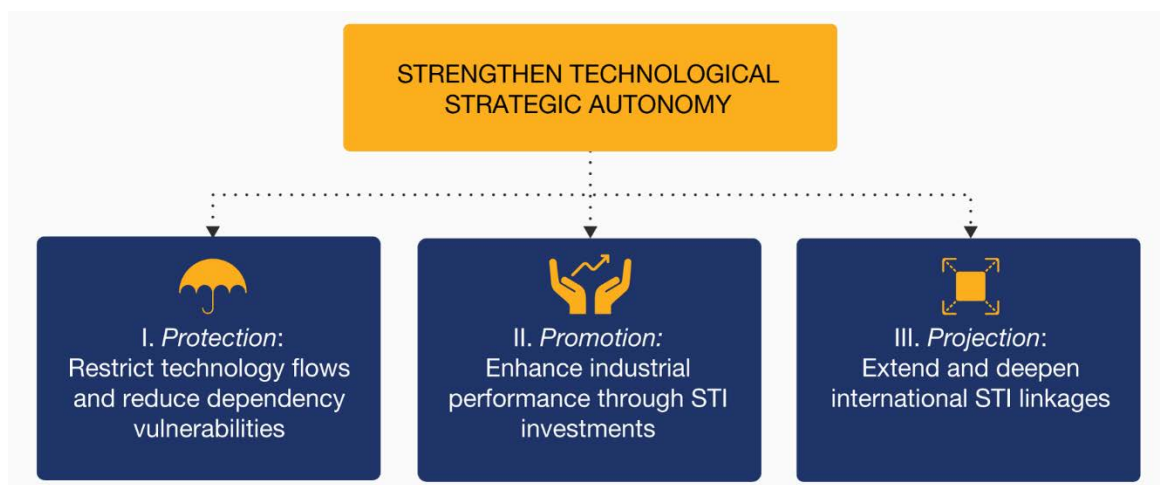 STRENGTHEN TECHNOLOGICAL
STRATEGIC AUTONOMY
I. Protection:
Restrict technology flows
and reduce dependency
vulnerabilities
II. Promotion:
Enhance industrial
performance through STI
investments
III. Projection:
Extend and deepen
international STI linkages